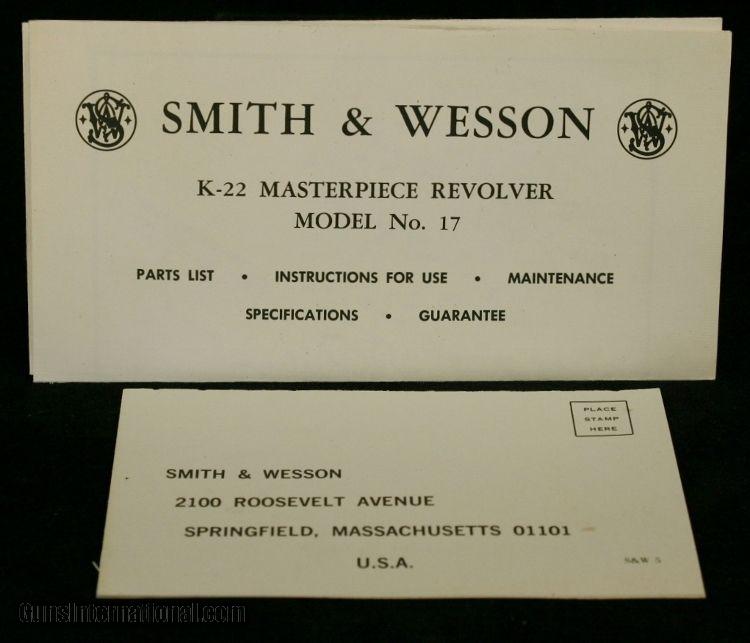 SMITH & WESSON
K-22 MASTERPIECE REVOLVER
MODEL No. 17
PARTS LIST • INSTRUCTIONS FOR USE • MAINTENANCE
SPECIFICATIONS • GUARANTEE
PLACE
STAMP
HERE
SMITH & WESSON
2100 ROOSEVELT AVENUE
SPRINGFIELD, MASSACHUSETTS 01101
U.S.A.
S&W 5
GunsInternational.com